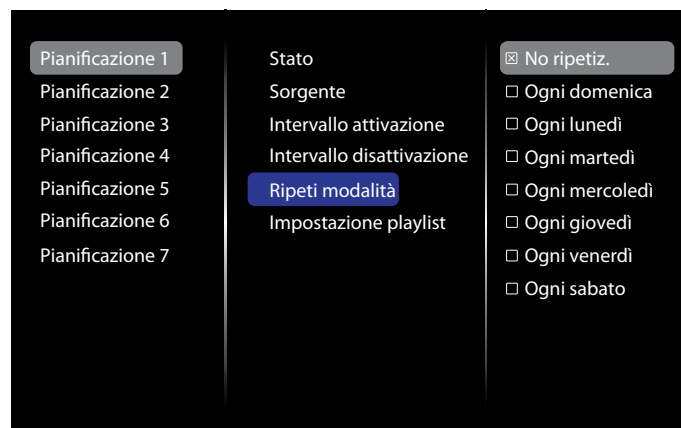 Pianificazione 1
Pianificazione 2
Pianificazione 3
Pianificazione 4
Pianificazione 5
Pianificazione 6
Pianificazione 7
Stato
Sorgente
Intervallo attivazione
Intervallo disattivazione
Ripeti modalità
Impostazione playlist
☒ No ripetiz.
☐ Ogni domenica
☐ Ogni lunedì
☐ Ogni martedì
☐ Ogni mercoledì
☐ Ogni giovedì
☐ Ogni venerdì
☐ Ogni sabato